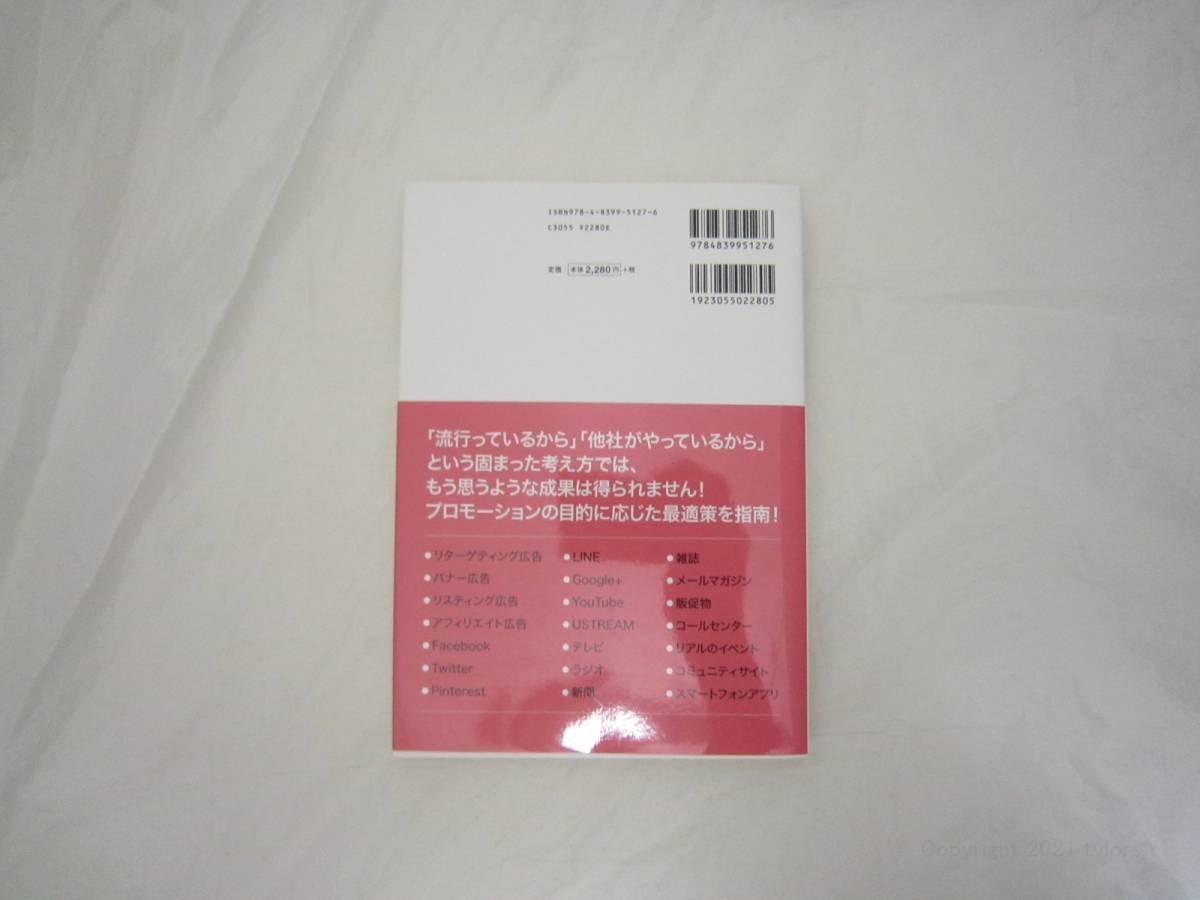 ISBN978-4-8399-5127-6
C3055 ¥2280E
9784839951276
定価 本体2,280円+税
1923055022805
「流行っているから」「他社がやっているから」
という固まった考え方では、
もう思うような成果は得られません！
プロモーションの目的に応じた最適策を指南！
●リターゲティング広告
●バナー広告
●リスティング広告
●アフィリエイト広告
●Facebook
●Twitter
●Pinterest
●LINE
●Google+
●YouTube
●USTREAM
●テレビ
●ラジオ
●新聞
●雑誌
●メールマガジン
●販促物
●コールセンター
●リアルのイベント
●コミュニティサイト
●スマートフォンアプリ
Copyright 2021